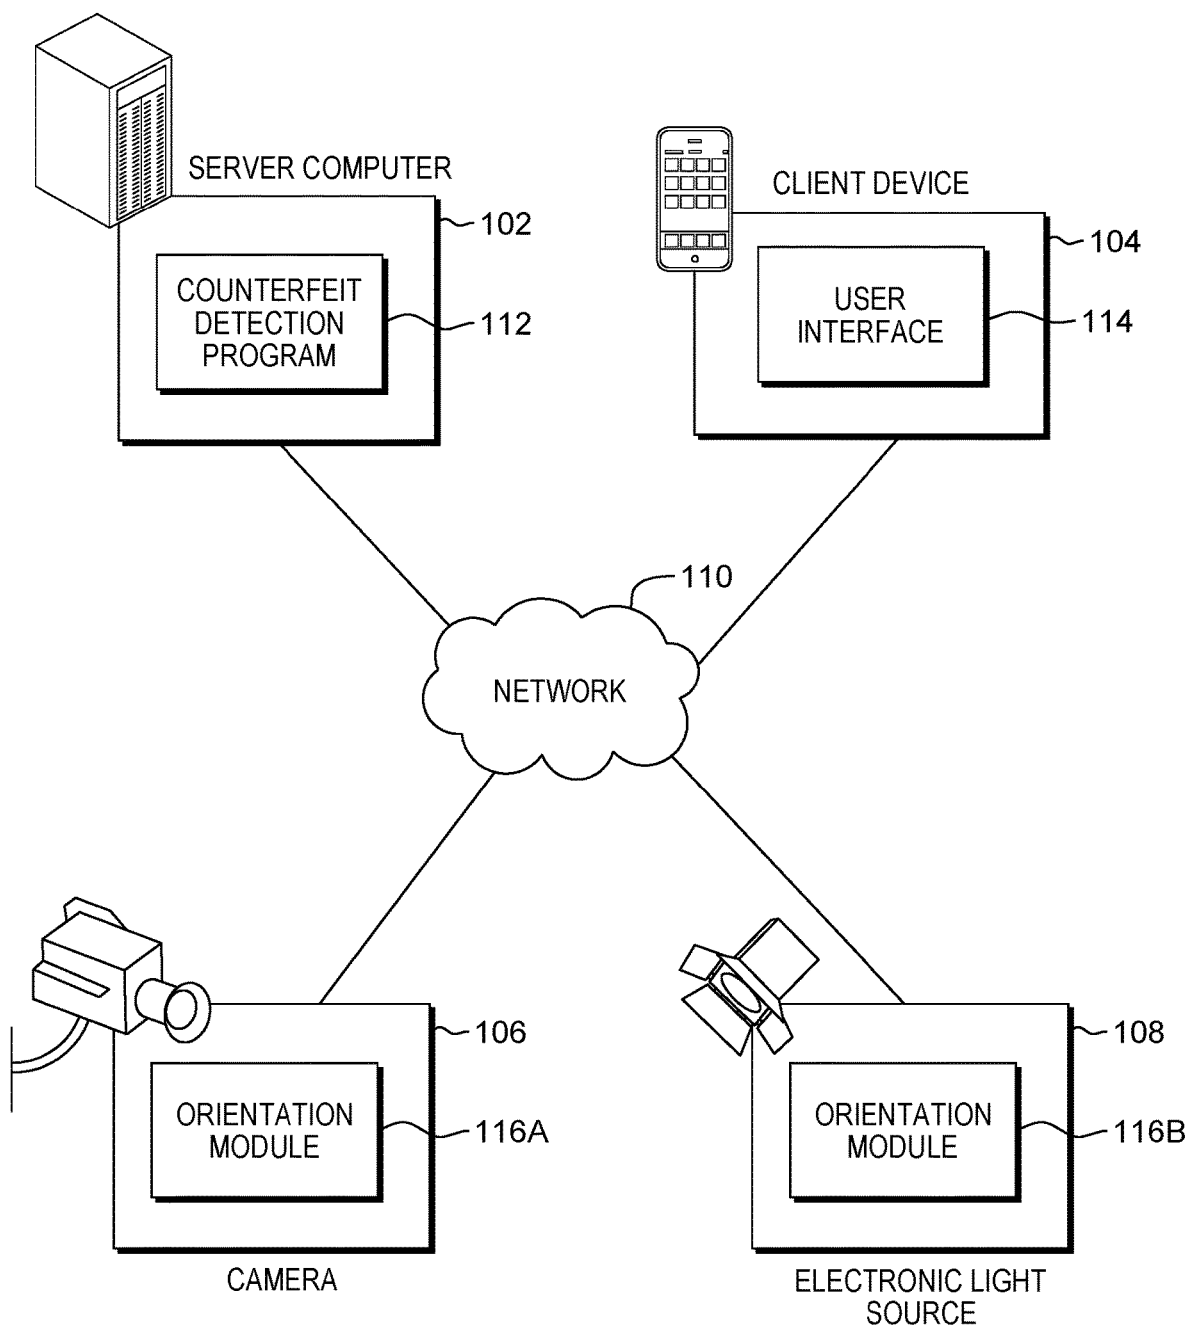 SERVER COMPUTER
102
COUNTERFEIT
DETECTION
PROGRAM
112
CLIENT DEVICE
104
USER
INTERFACE
114
110
NETWORK
106
ORIENTATION
MODULE
116A
CAMERA
108
ORIENTATION
MODULE
116B
ELECTRONIC LIGHT
SOURCE